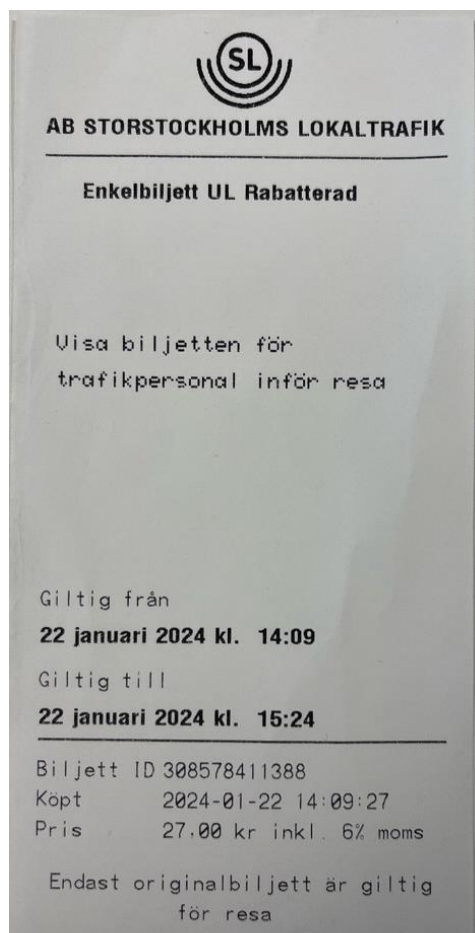 SL
AB STORSTOCKHOLMS LOKALTRAFIK
Enkelbiljett UL Rabatterad
Visa biljetten för
trafikpersonal inför resa
Giltig från
22 januari 2024 kl. 14:09
Giltig till
22 januari 2024 kl. 15:24
Biljett ID 308578411388
Köpt 2024-01-22 14:09:27
Pris 27.00 kr inkl. 6% moms
Endast originalbiljett är giltig
för resa